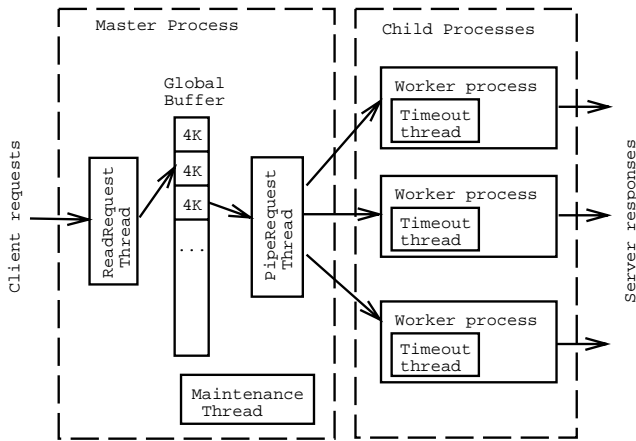 Master Process
Child Processes
Client requests
ReadRequest
Thread
Global
Buffer
4K
4K
4K
...
PipeRequest
Thread
Maintenance
Thread
Worker process
Timeout
thread
Worker process
Timeout
thread
Worker process
Timeout
thread
Server responses